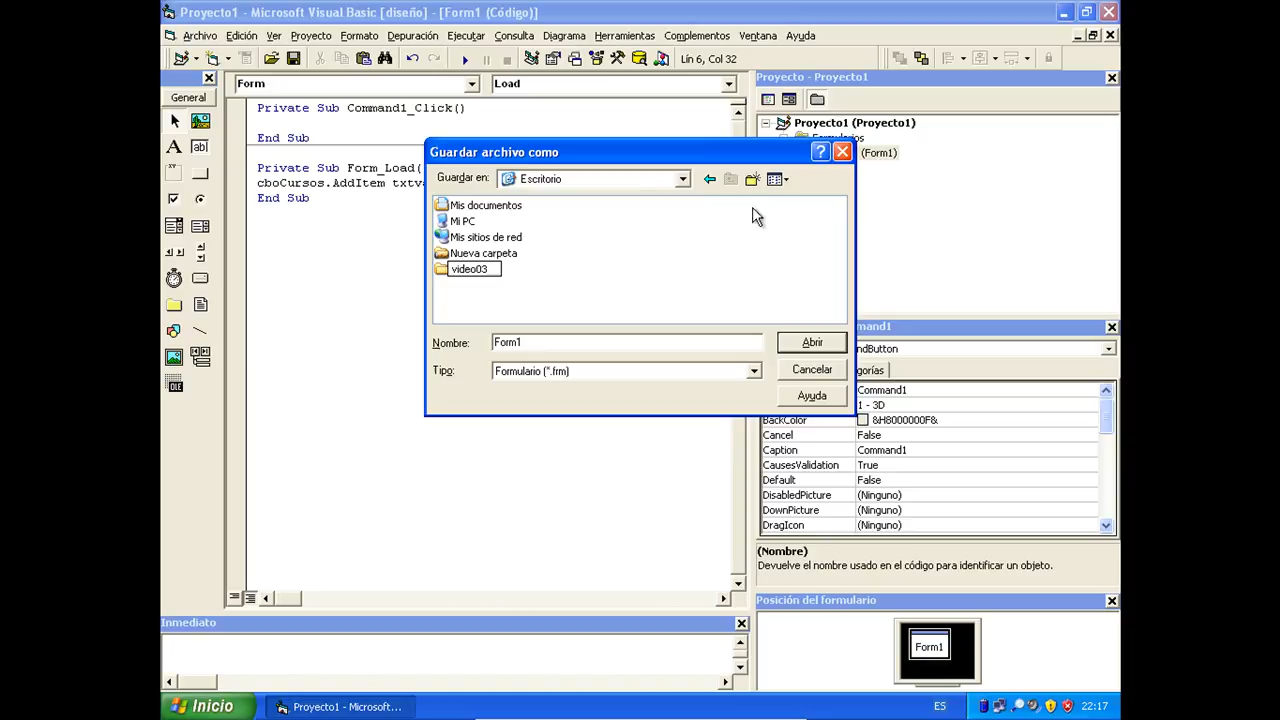 Proyecto1 - Microsoft Visual Basic [diseño] - [Form1 (Código)]
Archivo Edición Ver Proyecto Formato Depuración Ejecutar Consulta Diagrama Herramientas Complementos Ventana Ayuda
Lín 6, Col 32
General
Form
Load
Private Sub Command1_Click()
End Sub
Private Sub Form_Load(
cboCursos.AddItem txtva
End Sub
Guardar archivo como
Guardar en:
Escritorio
Mis documentos
Mi PC
Mis sitios de red
Nueva carpeta
video03
Nombre:
Form1
Abrir
Tipo:
Formulario (*.frm)
Cancelar
Ayuda
Proyecto - Proyecto1
Proyecto1 (Proyecto1)
Formularios
(Form1)
mand1
ndButton
gorías
Command1
1 - 3D
BackColor &H8000000F&
Cancel False
Caption Command1
CausesValidation True
Default False
DisabledPicture (Ninguno)
DownPicture (Ninguno)
DragIcon (Ninguno)
(Nombre)
Devuelve el nombre usado en el código para identificar un objeto.
Posición del formulario
Form1
Inmediato
OLE
Inicio
Proyecto1 - Microsoft...
ES
22:17